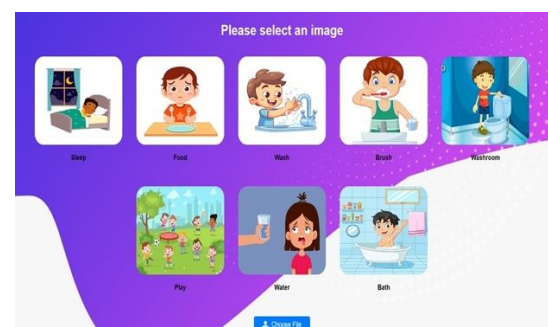 Please select an image
Sleep
Food
Wash
Brush
Washroom
Play
Water
Bath
Choose File